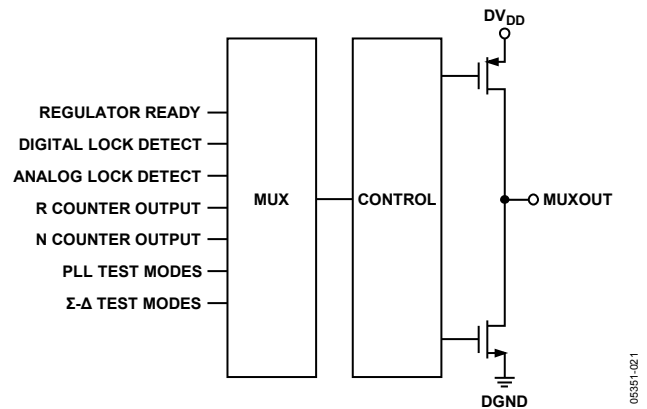 DVDD
REGULATOR READY
DIGITAL LOCK DETECT
ANALOG LOCK DETECT
R COUNTER OUTPUT
N COUNTER OUTPUT
PLL TEST MODES
Σ-Δ TEST MODES
MUX
CONTROL
MUXOUT
DGND
05351-021